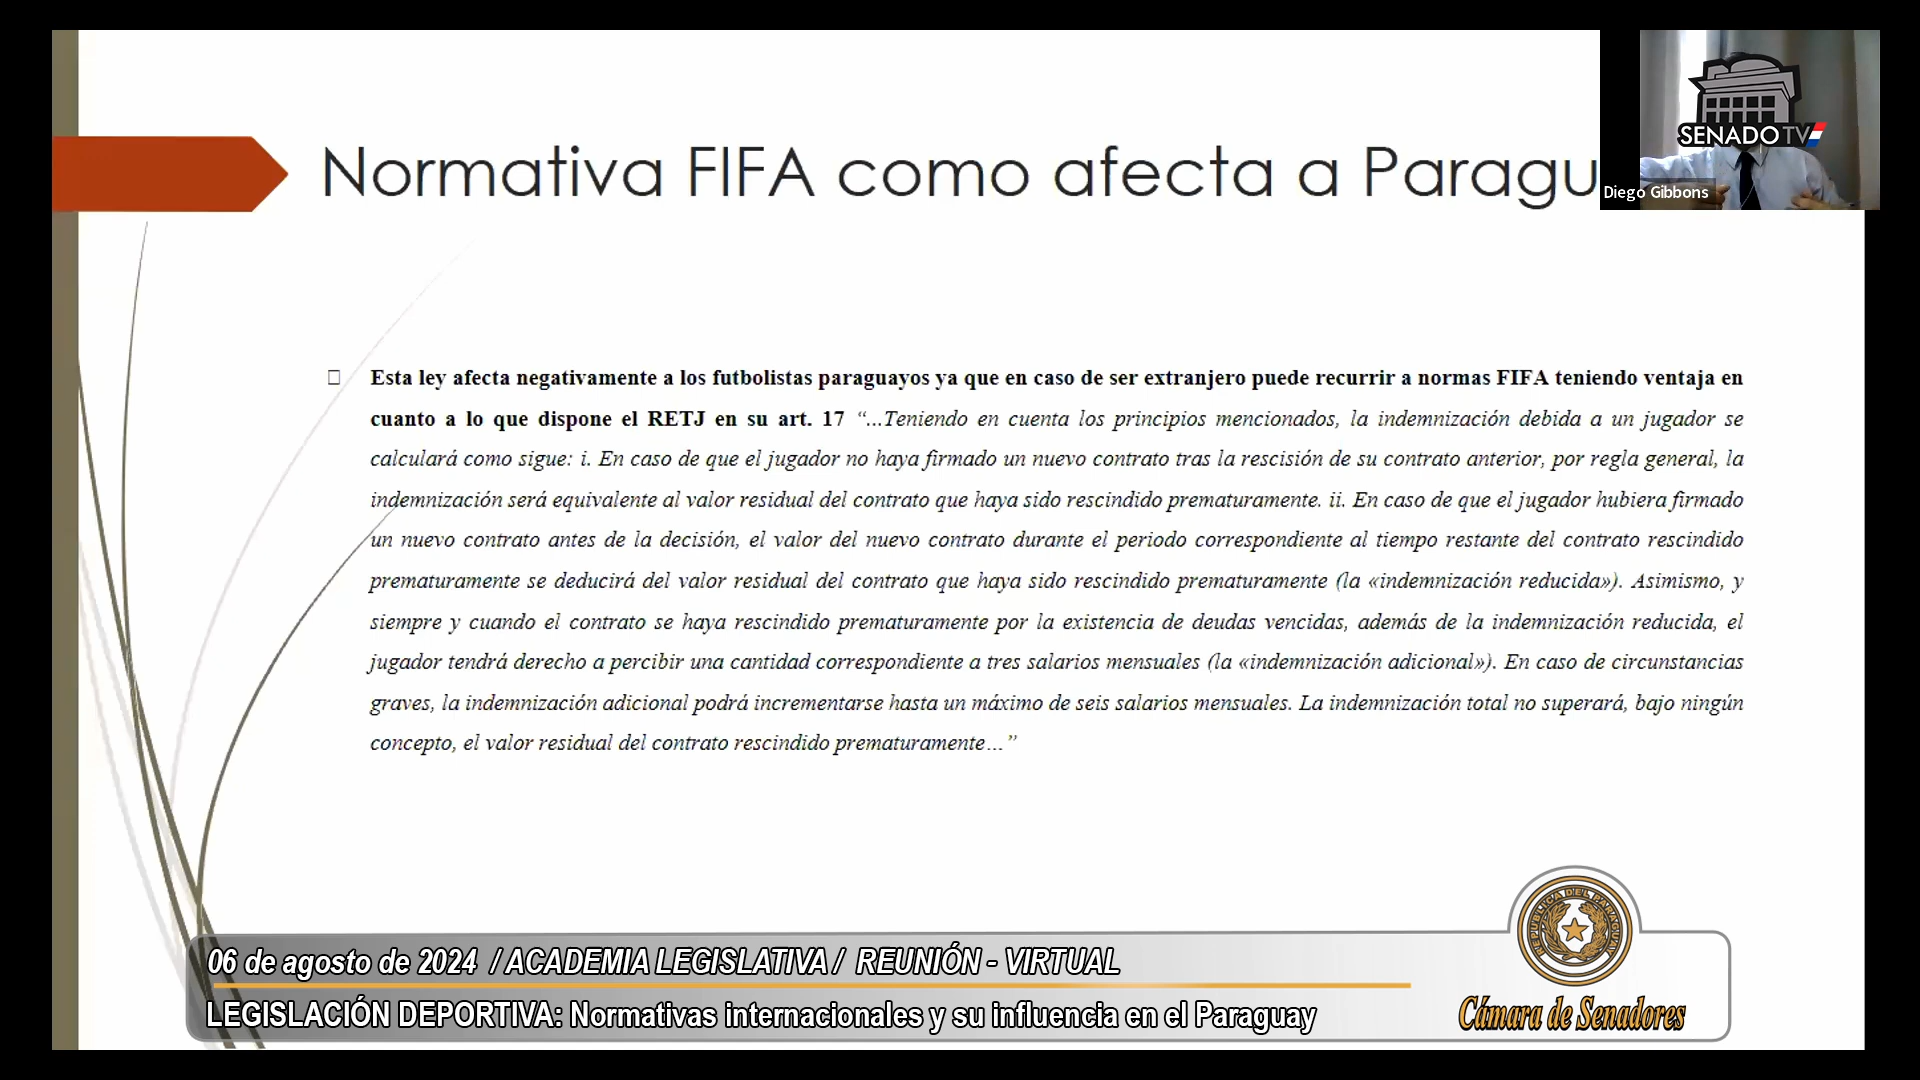 Normativa FIFA como afecta a Paragu
SENADO TV
Diego Gibbons
Esta ley afecta negativamente a los futbolistas paraguayos ya que en caso de ser extranjero puede recurrir a normas FIFA teniendo ventaja en
cuanto a lo que dispone el RETJ en su art. 17 “...Teniendo en cuenta los principios mencionados, la indemnización debida a un jugador se
calculará como sigue: i. En caso de que el jugador no haya firmado un nuevo contrato tras la rescisión de su contrato anterior, por regla general, la
indemnización será equivalente al valor residual del contrato que haya sido rescindido prematuramente. ii. En caso de que el jugador hubiera firmado
un nuevo contrato antes de la decisión, el valor del nuevo contrato durante el periodo correspondiente al tiempo restante del contrato rescindido
prematuramente se deducirá del valor residual del contrato que haya sido rescindido prematuramente (la «indemnización reducida»). Asimismo, y
siempre y cuando el contrato se haya rescindido prematuramente por la existencia de deudas vencidas, además de la indemnización reducida, el
jugador tendrá derecho a percibir una cantidad correspondiente a tres salarios mensuales (la «indemnización adicional»). En caso de circunstancias
graves, la indemnización adicional podrá incrementarse hasta un máximo de seis salarios mensuales. La indemnización total no superará, bajo ningún
concepto, el valor residual del contrato rescindido prematuramente…”
06 de agosto de 2024 / ACADEMIA LEGISLATIVA / REUNIÓN - VIRTUAL
LEGISLACIÓN DEPORTIVA: Normativas internacionales y su influencia en el Paraguay
REPUBLICA DEL PARAGUAY
Cámara de Senadores